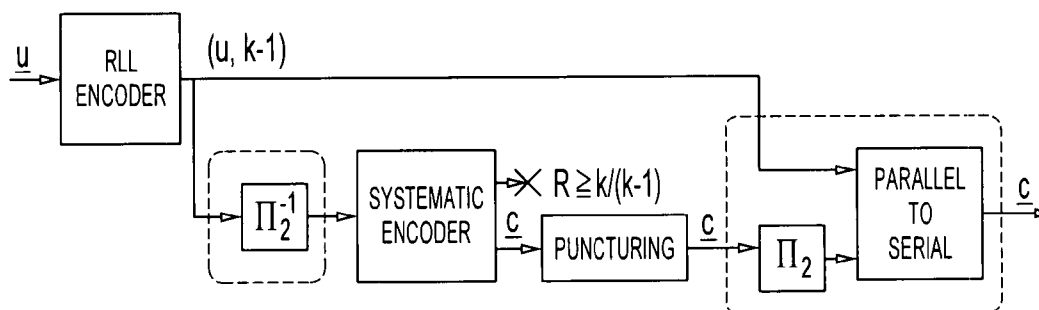 u
RLL
ENCODER
(u, k-1)
Π₂⁻¹
SYSTEMATIC
ENCODER
R ≧ k/(k-1)
c
PUNCTURING
c
Π₂
PARALLEL
TO
SERIAL
c